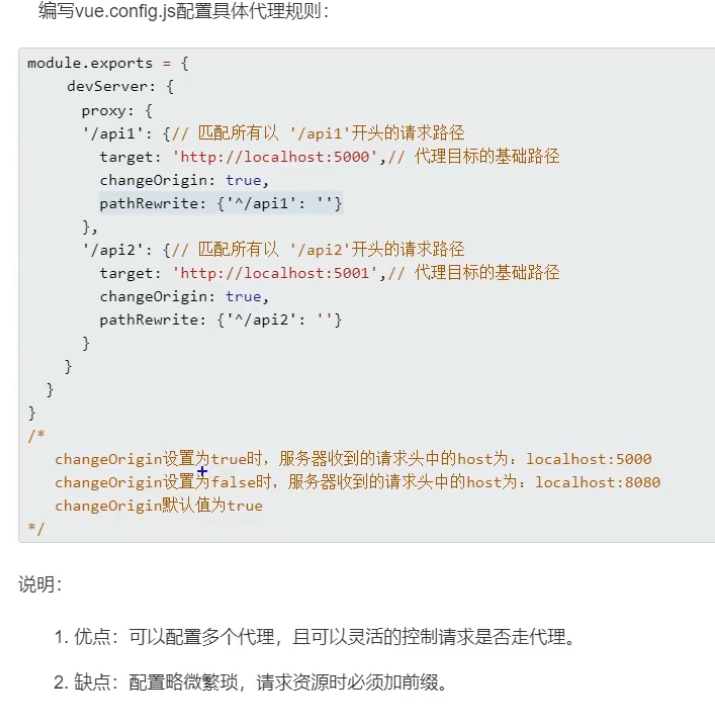 编写vue.config.js配置具体代理规则：
module.exports = {
devServer: {
proxy: {
'/api1': {// 匹配所有以 '/api1'开头的请求路径
target: 'http://localhost:5000',// 代理目标的基础路径
changeOrigin: true,
pathRewrite: {'^/api1': ''}
},
'/api2': {// 匹配所有以 '/api2'开头的请求路径
target: 'http://localhost:5001',// 代理目标的基础路径
changeOrigin: true,
pathRewrite: {'^/api2': ''}
}
}
}
}
/*
changeOrigin设置为true时，服务器收到的请求头中的host为：localhost:5000
changeOrigin设置为false时，服务器收到的请求头中的host为：localhost:8080
changeOrigin默认值为true
*/
说明：
1. 优点：可以配置多个代理，且可以灵活的控制请求是否走代理。
2. 缺点：配置略微繁琐，请求资源时必须加前缀。